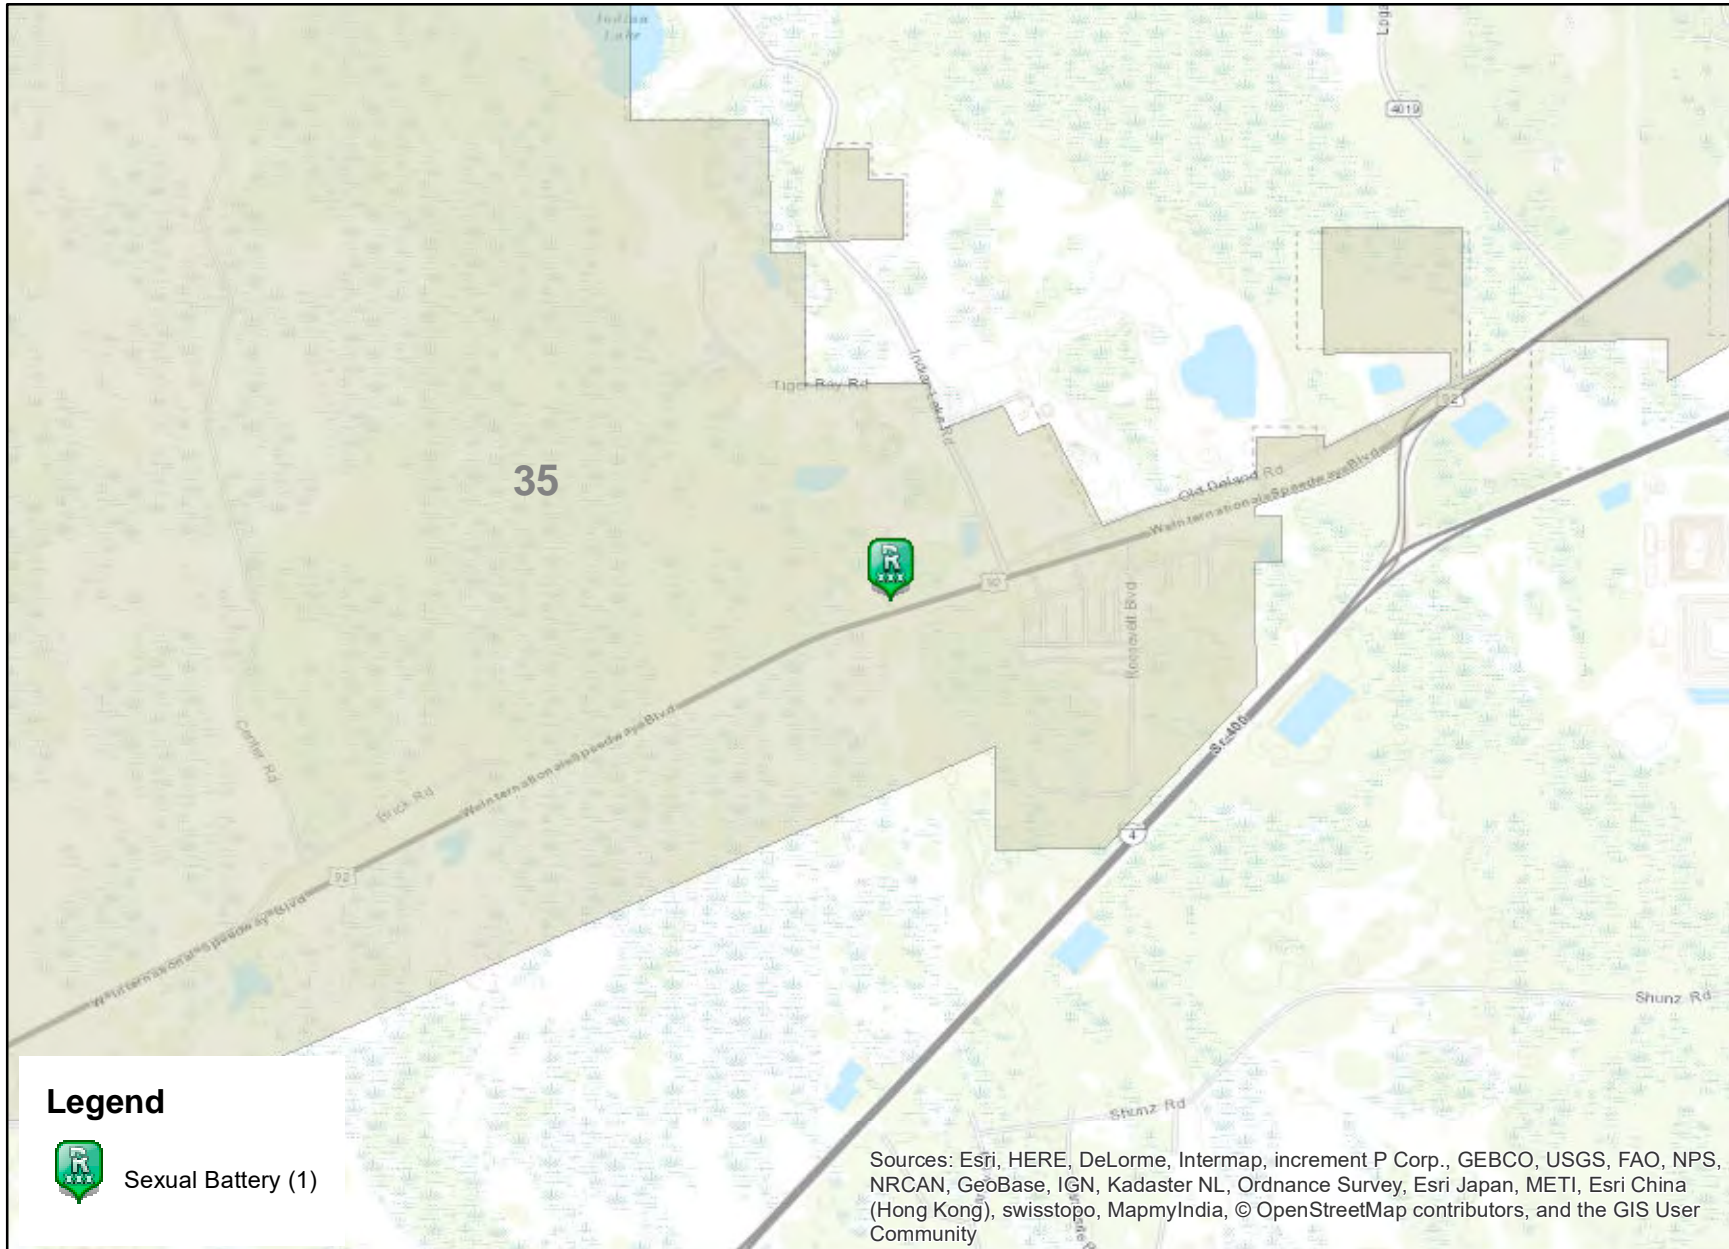 Indian
Lake
4019
Tiger Bay Rd
Indian Lake Rd
35
92
Old Deland Rd
W International Speedway Blvd
R
92
Roosevelt Blvd
W International Speedway Blvd
Sr 400
Center Rd
Brick Rd
4
92
W International Speedway Blvd
Shunz Rd
Shunz Rd
Legend
R
Sexual Battery (1)
Sources: Esri, HERE, DeLorme, Intermap, increment P Corp., GEBCO, USGS, FAO, NPS,
NRCAN, GeoBase, IGN, Kadaster NL, Ordnance Survey, Esri Japan, METI, Esri China
(Hong Kong), swisstopo, MapmyIndia, © OpenStreetMap contributors, and the GIS User
Community